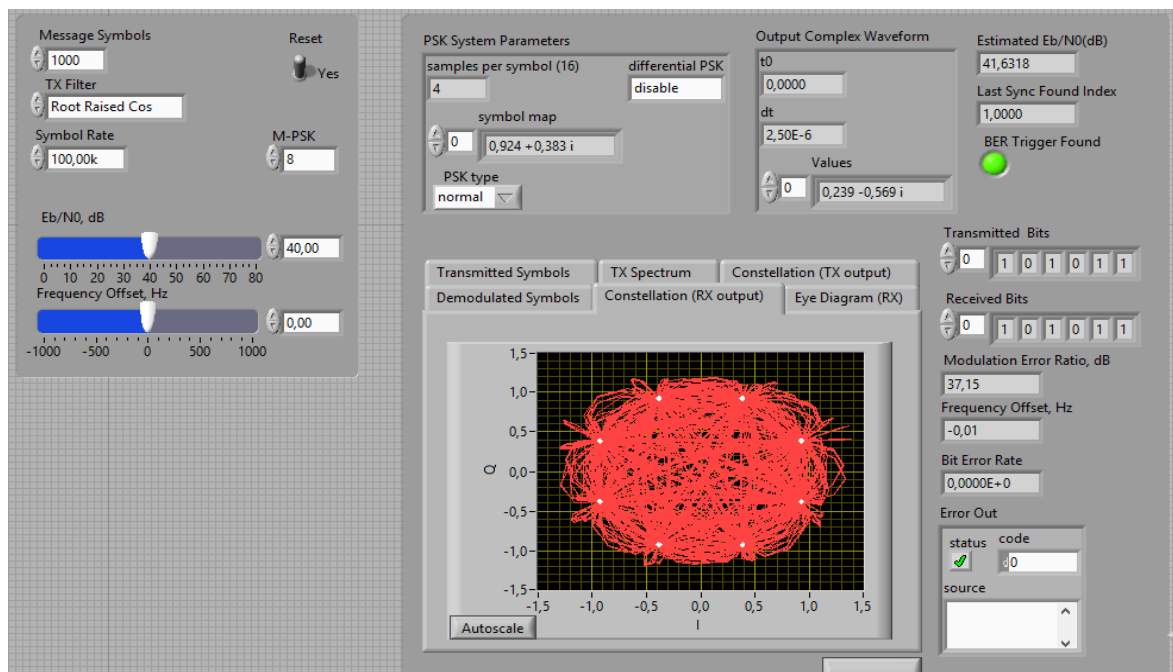 Message Symbols
1000
Reset
Yes
TX Filter
Root Raised Cos
Symbol Rate
100,00k
M-PSK
8
Eb/N0, dB
40,00
0 10 20 30 40 50 60 70 80
Frequency Offset, Hz
0,00
-1000 -500 0 500 1000
PSK System Parameters
samples per symbol (16)
4
differential PSK
disable
symbol map
0
0,924 +0,383 i
PSK type
normal
Output Complex Waveform
t0
0,0000
dt
2,50E-6
Values
0
0,239 -0,569 i
Estimated Eb/N0(dB)
41,6318
Last Sync Found Index
1,0000
BER Trigger Found
Transmitted Symbols
TX Spectrum
Constellation (TX output)
Demodulated Symbols
Constellation (RX output)
Eye Diagram (RX)
1,5
1,0
0,5
Q
0,0
-0,5
-1,0
-1,5
-1,5 -1,0 -0,5 0,0 0,5 1,0 1,5
I
Autoscale
Transmitted Bits
0
1 0 1 0 1 1
Received Bits
0
1 0 1 0 1 1
Modulation Error Ratio, dB
37,15
Frequency Offset, Hz
-0,01
Bit Error Rate
0,0000E+0
Error Out
status code
d0
source